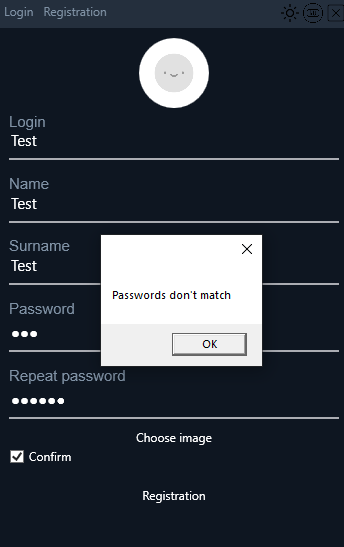 Login Registration
Login
Test
Name
Test
Surname
Test
Passwords don't match
OK
Password
●●●
Repeat password
●●●●●●
Choose image
Confirm
Registration